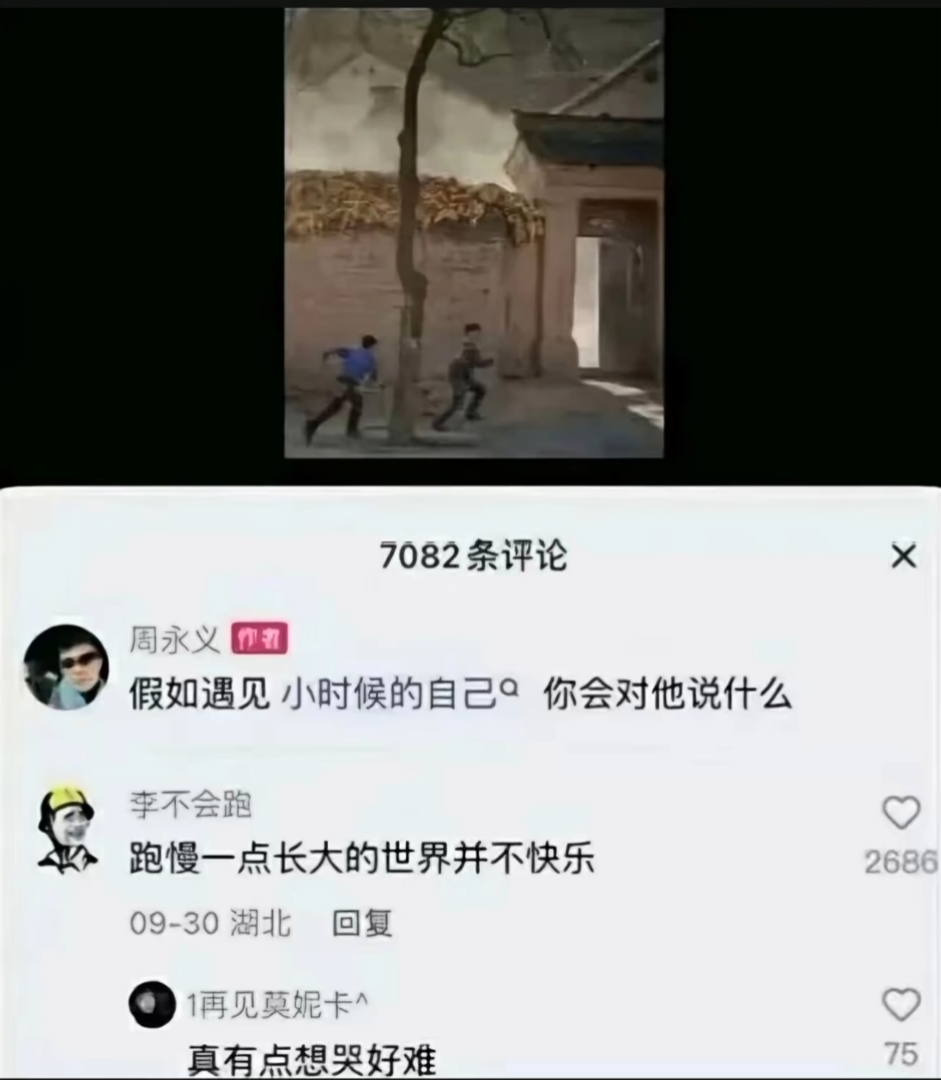 7082条评论
周永义 作者
假如遇见 小时候的自己 你会对他说什么
李不会跑
跑慢一点长大的世界并不快乐
2686
09-30 湖北 回复
1再见莫妮卡^
真有点想哭好难
75